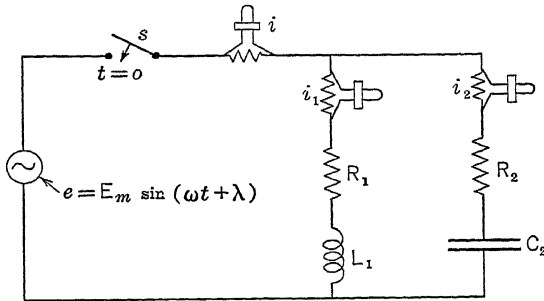 s
i
t=o
i₁
i₂
R₁
R₂
e = Eₘ sin (ωt + λ)
L₁
C₂